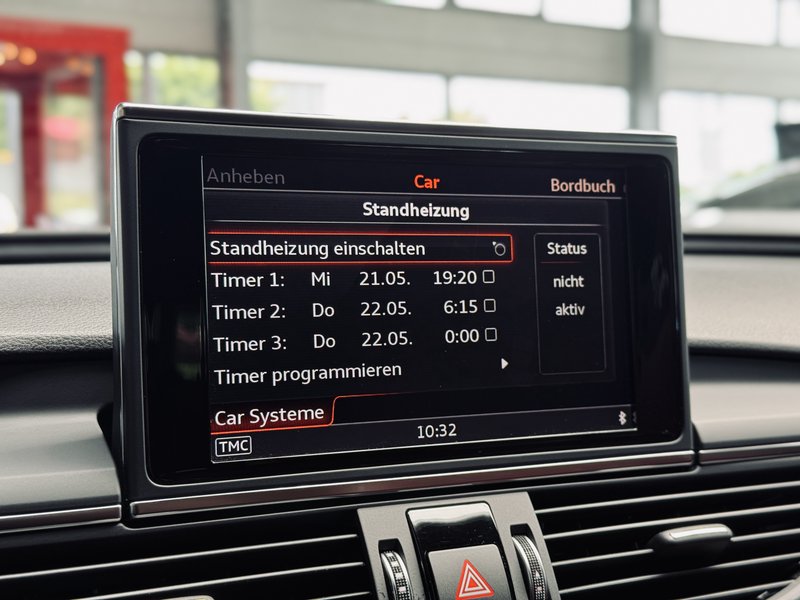 Anheben Car Bordbuch
Standheizung
Standheizung einschalten
Timer 1: Mi 21.05. 19:20
Timer 2: Do 22.05. 6:15
Timer 3: Do 22.05. 0:00
Timer programmieren
Status
nicht
aktiv
Car Systeme
TMC 10:32